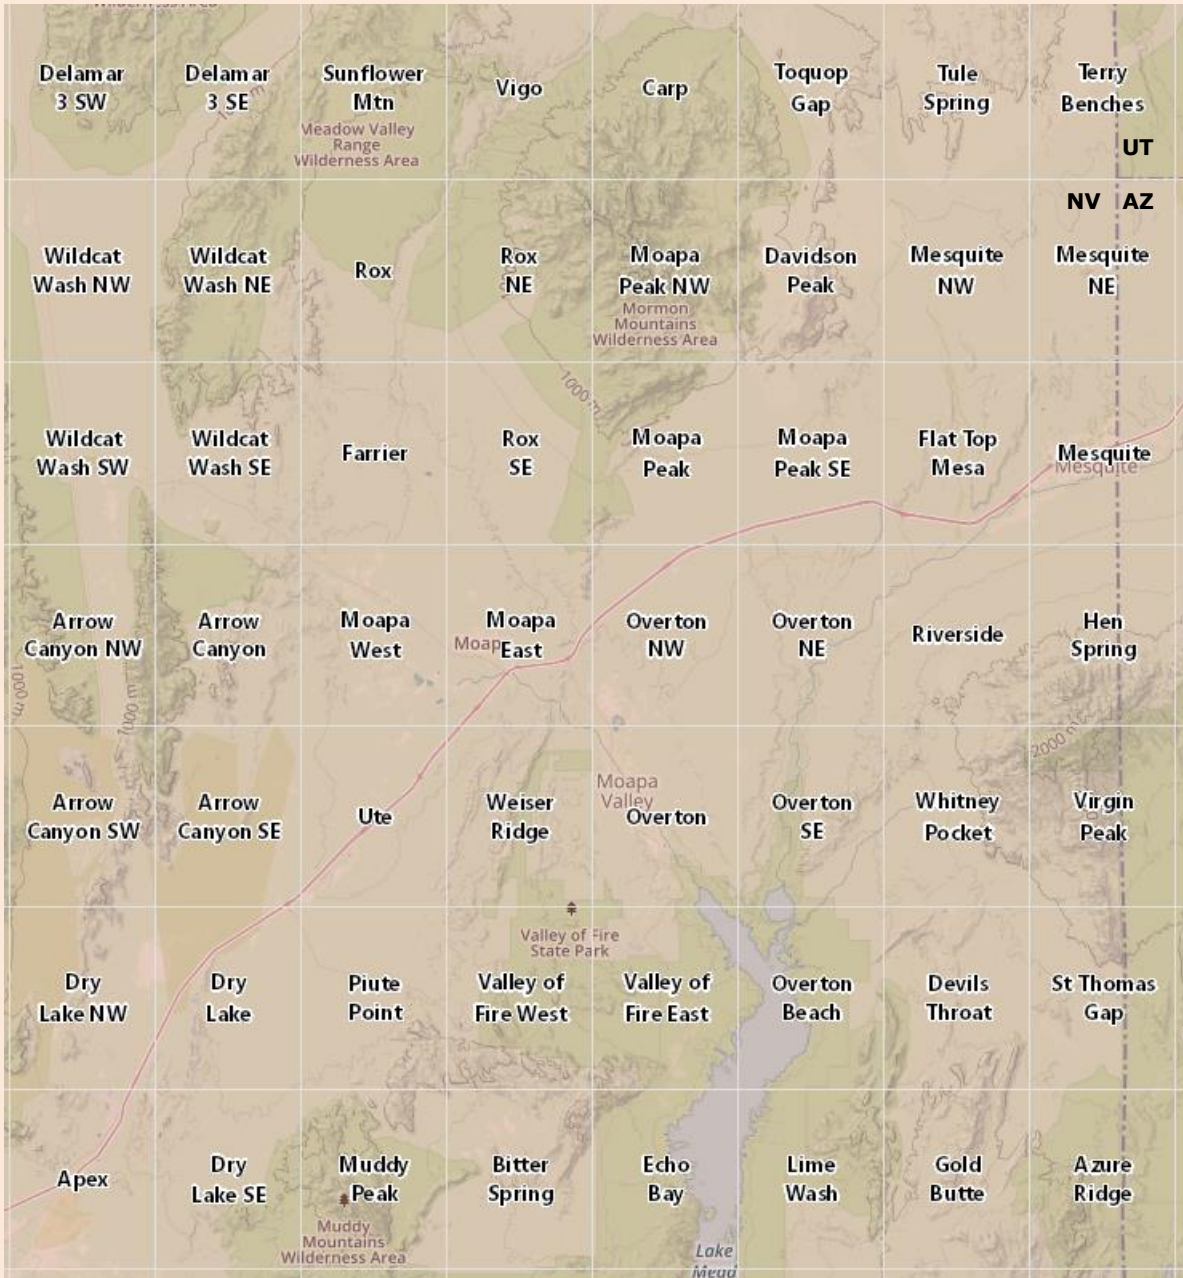 Wilderness Area
Delamar
3 SW
Delamar
3 SE
Sunflower
Mtn
Vigo
Carp
Toquop
Gap
Tule
Spring
Terry
Benches
Meadow Valley
Range
Wilderness Area
UT
NV
AZ
Wildcat
Wash NW
Wildcat
Wash NE
Rox
Rox
NE
Moapa
Peak NW
Davidson
Peak
Mesquite
NW
Mesquite
NE
Mormon
Mountains
Wilderness Area
1000 m
Wildcat
Wash SW
Wildcat
Wash SE
Farrier
Rox
SE
Moapa
Peak
Moapa
Peak SE
Flat Top
Mesa
Mesquite
Mesquite
Arrow
Canyon NW
Arrow
Canyon
Moapa
West
Moapa
Moapa
East
Overton
NW
Overton
NE
Riverside
Hen
Spring
1000 m
1000 m
2000 m
Arrow
Canyon SW
Arrow
Canyon SE
Ute
Weiser
Ridge
Moapa
Valley
Overton
Overton
SE
Whitney
Pocket
Virgin
Peak
Valley of Fire
State Park
Dry
Lake NW
Dry
Lake
Piute
Point
Valley of
Fire West
Valley of
Fire East
Overton
Beach
Devils
Throat
St Thomas
Gap
Apex
Dry
Lake SE
Muddy
Peak
Bitter
Spring
Echo
Bay
Lime
Wash
Gold
Butte
Azure
Ridge
Muddy
Mountains
Wilderness Area
Lake
Mead